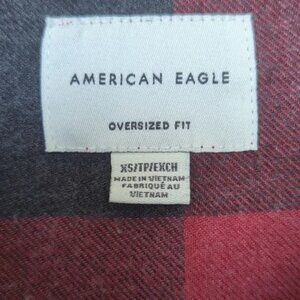 AMERICAN EAGLE
OVERSIZED FIT
XS/TP/EXCH
MADE IN VIETNAM
FABRIQUÉ AU
VIETNAM